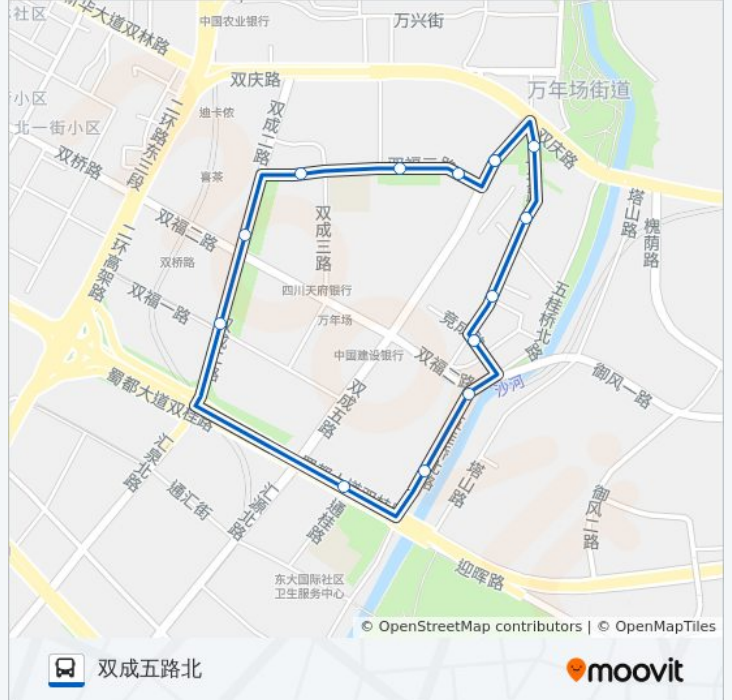 社区
新华大道双林路
中国农业银行
万兴街
双庆路
万年场街道
小区
二环路东三段
迪卡侬
双成二路
北一街小区
双桥路
双庆路
喜茶
塔山路
槐荫路
双福二路
双成三路
二环高架路
双桥路
双福一路
四川天府银行
万年场
五桂桥北路
中国建设银行
双福二路
沙河
御风一路
蜀都大道双桂路
双成五路
汇泉北路
通汇街
汇源北路
通桂路
塔山路
御风二路
迎晖路
东大国际社区
卫生服务中心
© OpenStreetMap contributors | © OpenMapTiles
双成五路北
moovit